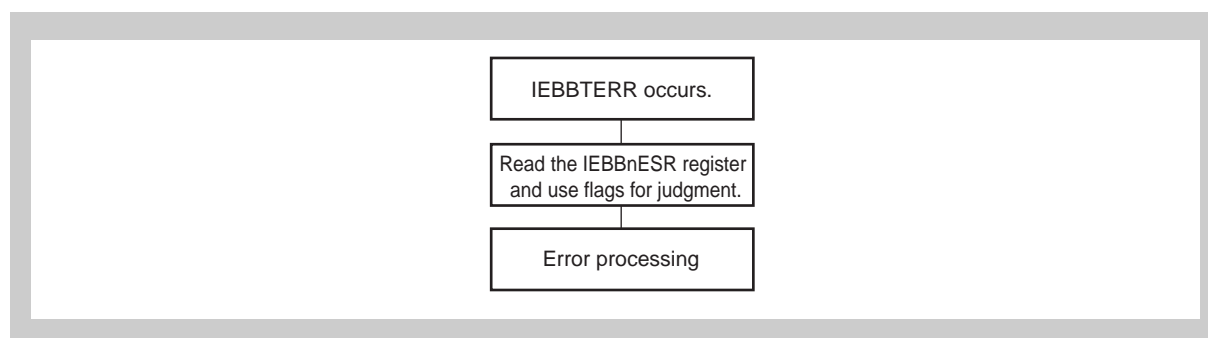 IEBBTERR occurs.
Read the IEBBnESR register
and use flags for judgment.
Error processing